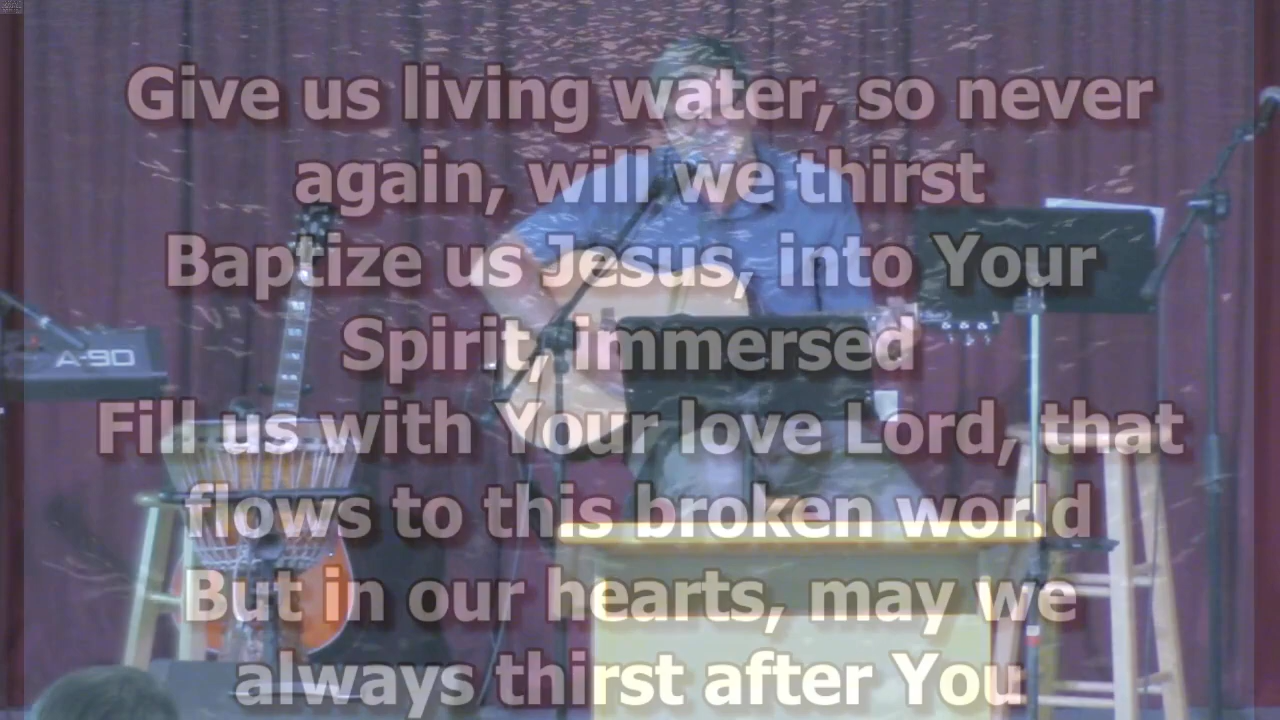 Give us living water, so never
again, will we thirst
Baptize us Jesus, into Your
Spirit, immersed
Fill us with Your love Lord, that
flows to this broken world
But in our hearts, may we
always thirst after You
A-90